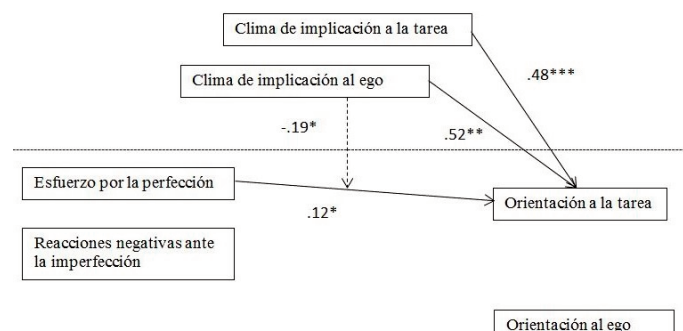 Clima de implicación a la tarea
Clima de implicación al ego
.48***
-.19*
.52**
Esfuerzo por la perfección
Orientación a la tarea
.12*
Reacciones negativas ante
la imperfección
Orientación al ego